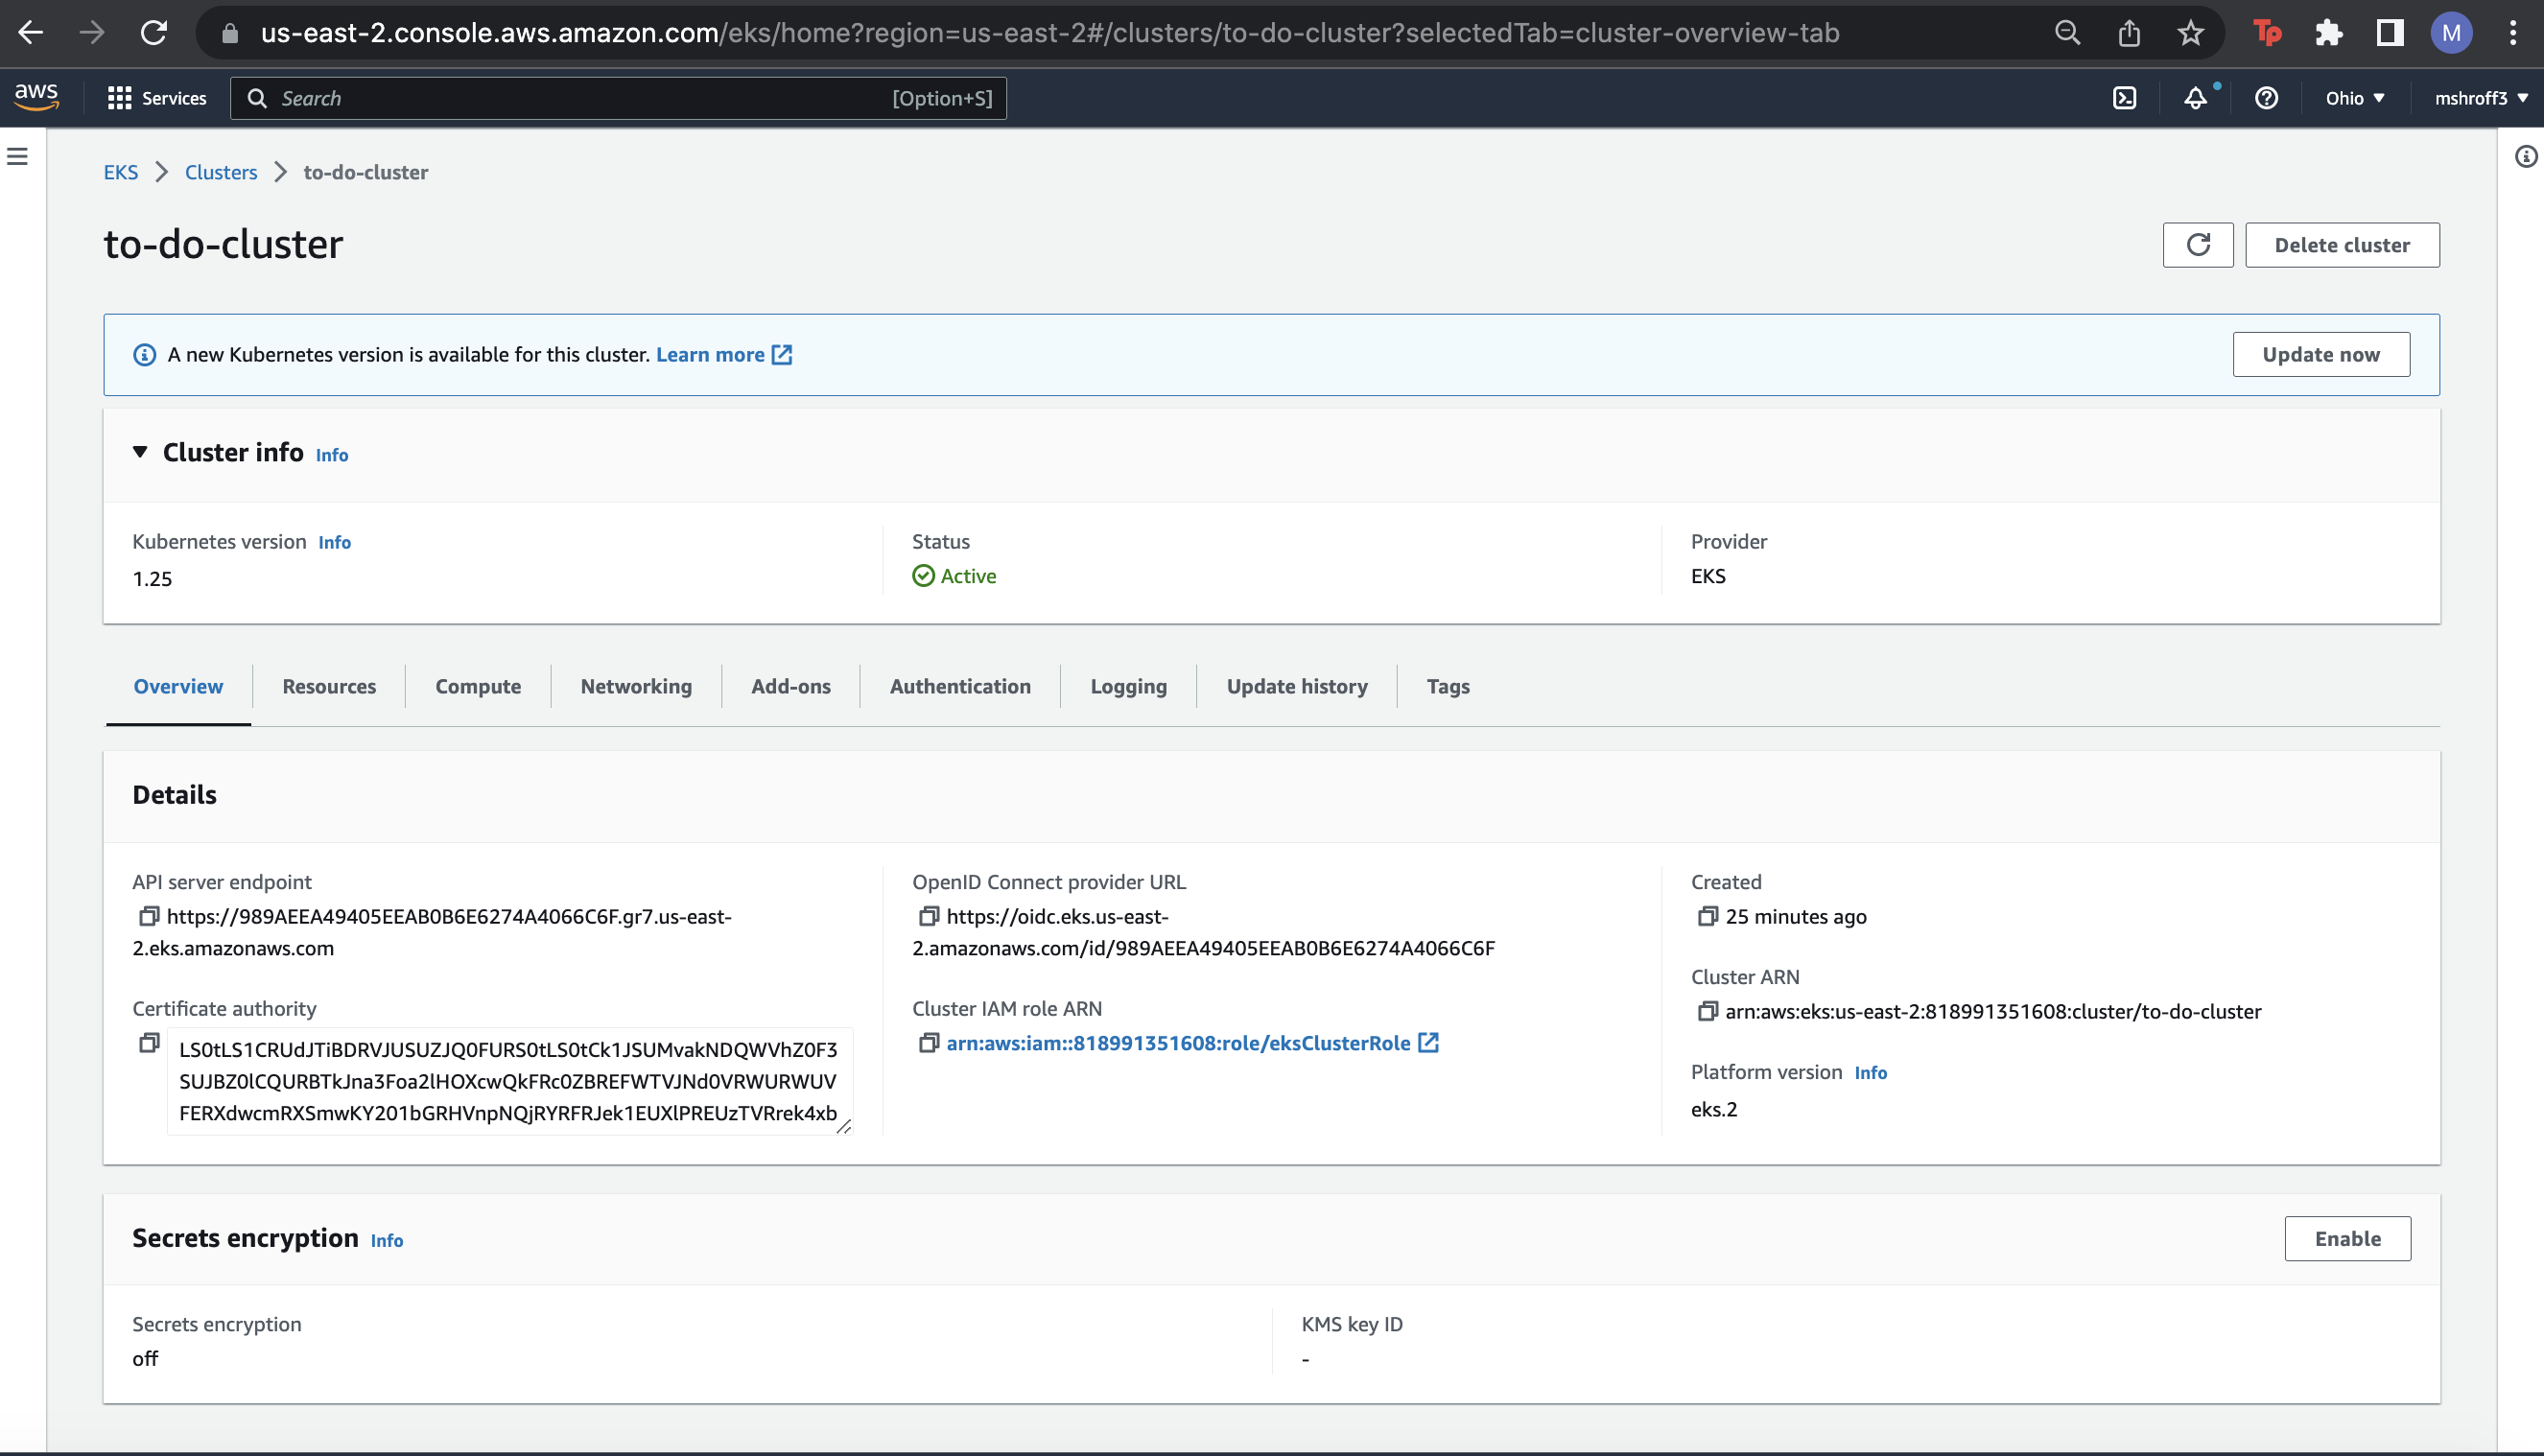 us-east-2.console.aws.amazon.com/eks/home?region=us-east-2#/clusters/to-do-cluster?selectedTab=cluster-overview-tab
Tp
M
aws
Services
Search
[Option+S]
Ohio
mshroff3
EKS
Clusters
to-do-cluster
to-do-cluster
Delete cluster
A new Kubernetes version is available for this cluster. Learn more
Update now
Cluster info Info
Kubernetes version Info
1.25
Status
Active
Provider
EKS
Overview
Resources
Compute
Networking
Add-ons
Authentication
Logging
Update history
Tags
Details
API server endpoint
https://989AEEA49405EEAB0B6E6274A4066C6F.gr7.us-east-
2.eks.amazonaws.com
Certificate authority
LS0tLS1CRUdJTiBDRVJUSUZJQ0FURS0tLS0tCk1JSUMvakNDQWVhZ0F3
SUJBZ0lCQURBTkJna3Foa2lHOXcwQkFRc0ZBREFWTVJNd0VRWURWUV
FERXdwcmRXSmwKY201bGRHVnpNQjRYRFRJek1EUXlPREUzTVRrek4xb
OpenID Connect provider URL
https://oidc.eks.us-east-
2.amazonaws.com/id/989AEEA49405EEAB0B6E6274A4066C6F
Cluster IAM role ARN
arn:aws:iam::818991351608:role/eksClusterRole
Created
25 minutes ago
Cluster ARN
arn:aws:eks:us-east-2:818991351608:cluster/to-do-cluster
Platform version Info
eks.2
Secrets encryption Info
Enable
Secrets encryption
off
KMS key ID
-